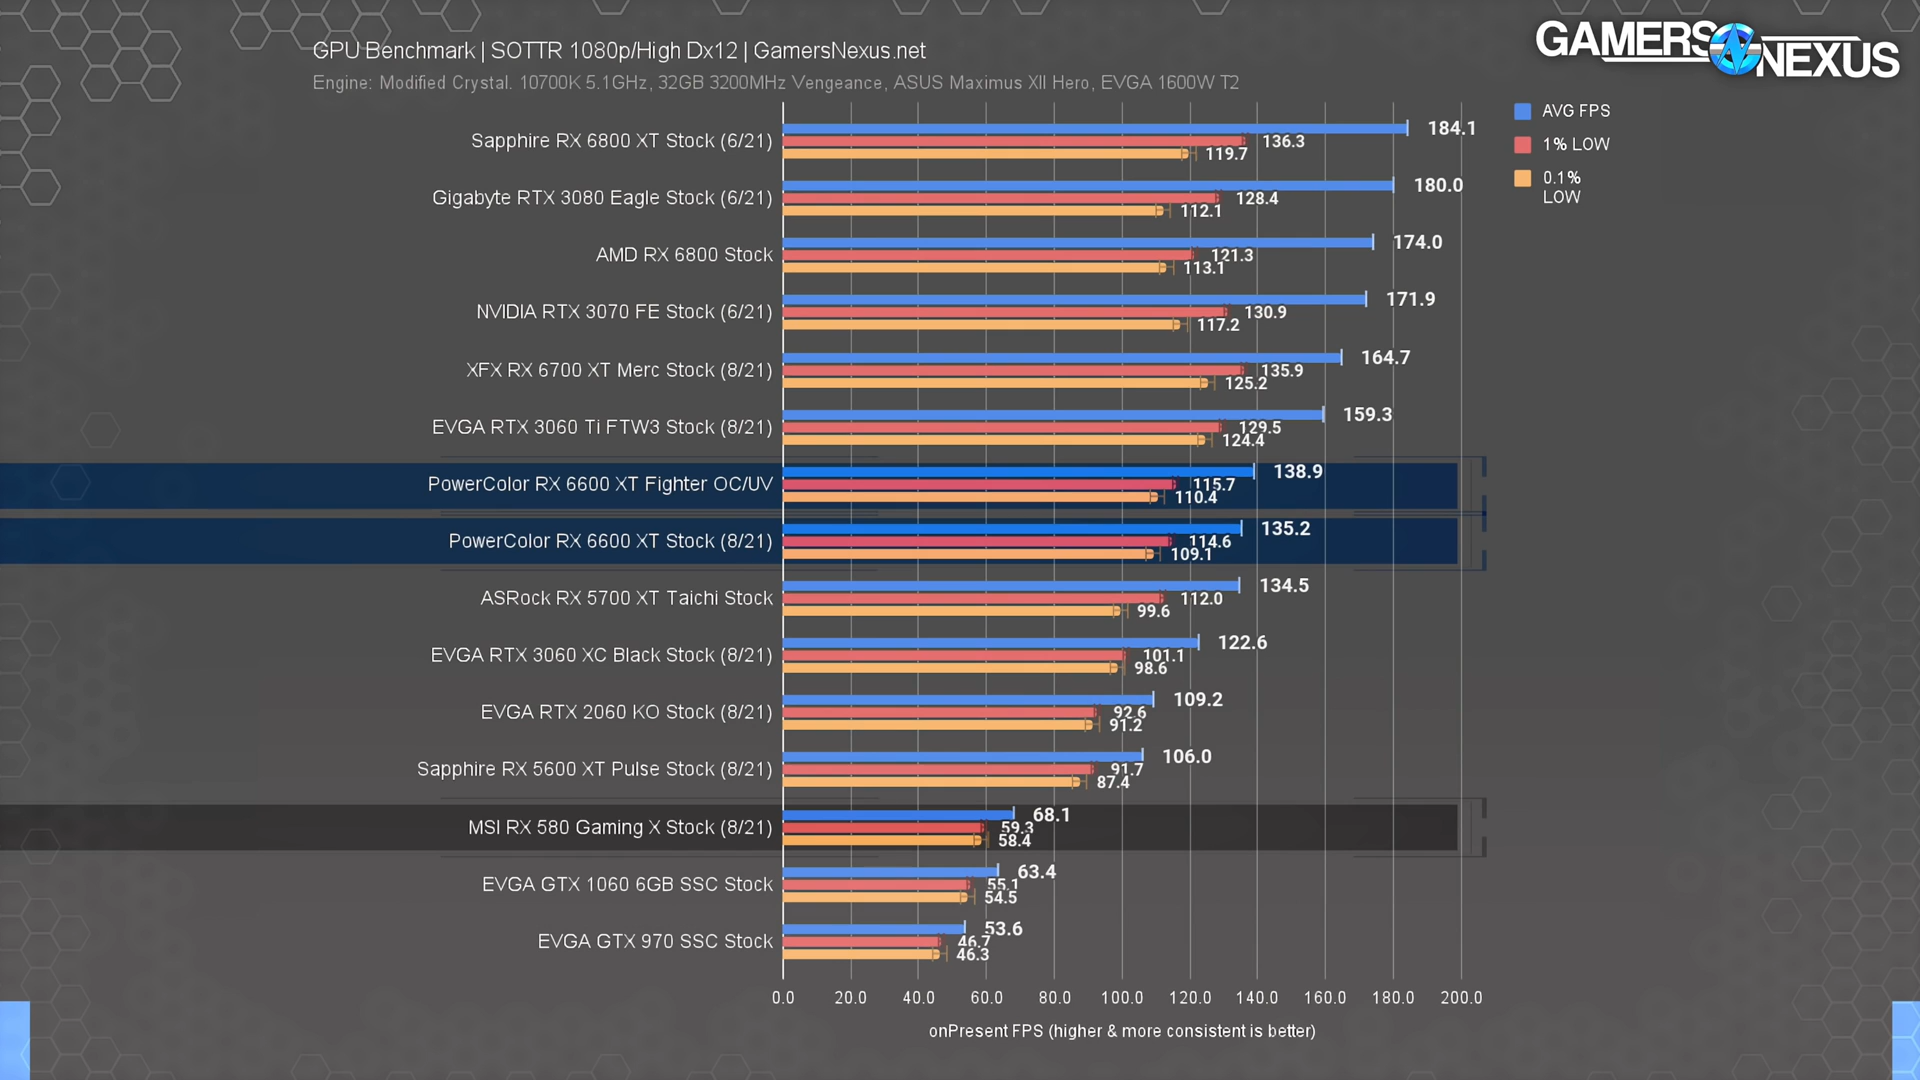 GPU Benchmark | SOTTR 1080p/High Dx12 | GamersNexus.net
Engine: Modified Crystal. 10700K 5.1GHz, 32GB 3200MHz Vengeance, ASUS Maximus XII Hero, EVGA 1600W T2
GAMERS NEXUS
AVG FPS
1% LOW
0.1%
LOW
Sapphire RX 6800 XT Stock (6/21)
184.1
136.3
119.7
Gigabyte RTX 3080 Eagle Stock (6/21)
180.0
128.4
112.1
AMD RX 6800 Stock
174.0
121.3
113.1
NVIDIA RTX 3070 FE Stock (6/21)
171.9
130.9
117.2
XFX RX 6700 XT Merc Stock (8/21)
164.7
135.9
125.2
EVGA RTX 3060 Ti FTW3 Stock (8/21)
159.3
129.5
124.4
PowerColor RX 6600 XT Fighter OC/UV
138.9
115.7
110.4
PowerColor RX 6600 XT Stock (8/21)
135.2
114.6
109.1
ASRock RX 5700 XT Taichi Stock
134.5
112.0
99.6
EVGA RTX 3060 XC Black Stock (8/21)
122.6
101.1
98.6
EVGA RTX 2060 KO Stock (8/21)
109.2
92.6
91.2
Sapphire RX 5600 XT Pulse Stock (8/21)
106.0
91.7
87.4
MSI RX 580 Gaming X Stock (8/21)
68.1
59.3
58.4
EVGA GTX 1060 6GB SSC Stock
63.4
55.1
54.5
EVGA GTX 970 SSC Stock
53.6
46.7
46.3
0.0 20.0 40.0 60.0 80.0 100.0 120.0 140.0 160.0 180.0 200.0
onPresent FPS (higher & more consistent is better)